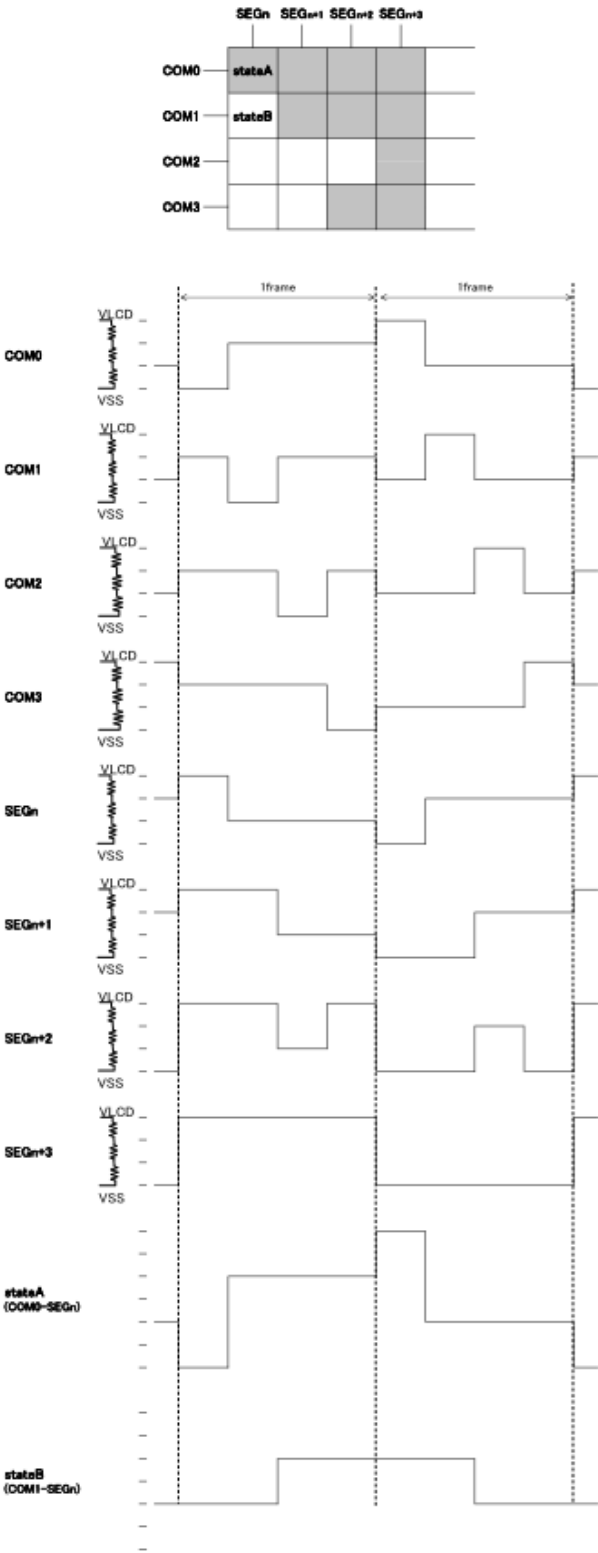 SEGn SEGn+1 SEGn+2 SEGn+3
COM0 stateA
COM1 stateB
COM2
COM3
1frame 1frame
VLCD
COM0
VSS
VLCD
COM1
VSS
VLCD
COM2
VSS
VLCD
COM3
VSS
VLCD
SEGn
VSS
VLCD
SEGn+1
VSS
VLCD
SEGn+2
VSS
VLCD
SEGn+3
VSS
stateA
(COM0-SEGn)
stateB
(COM1-SEGn)